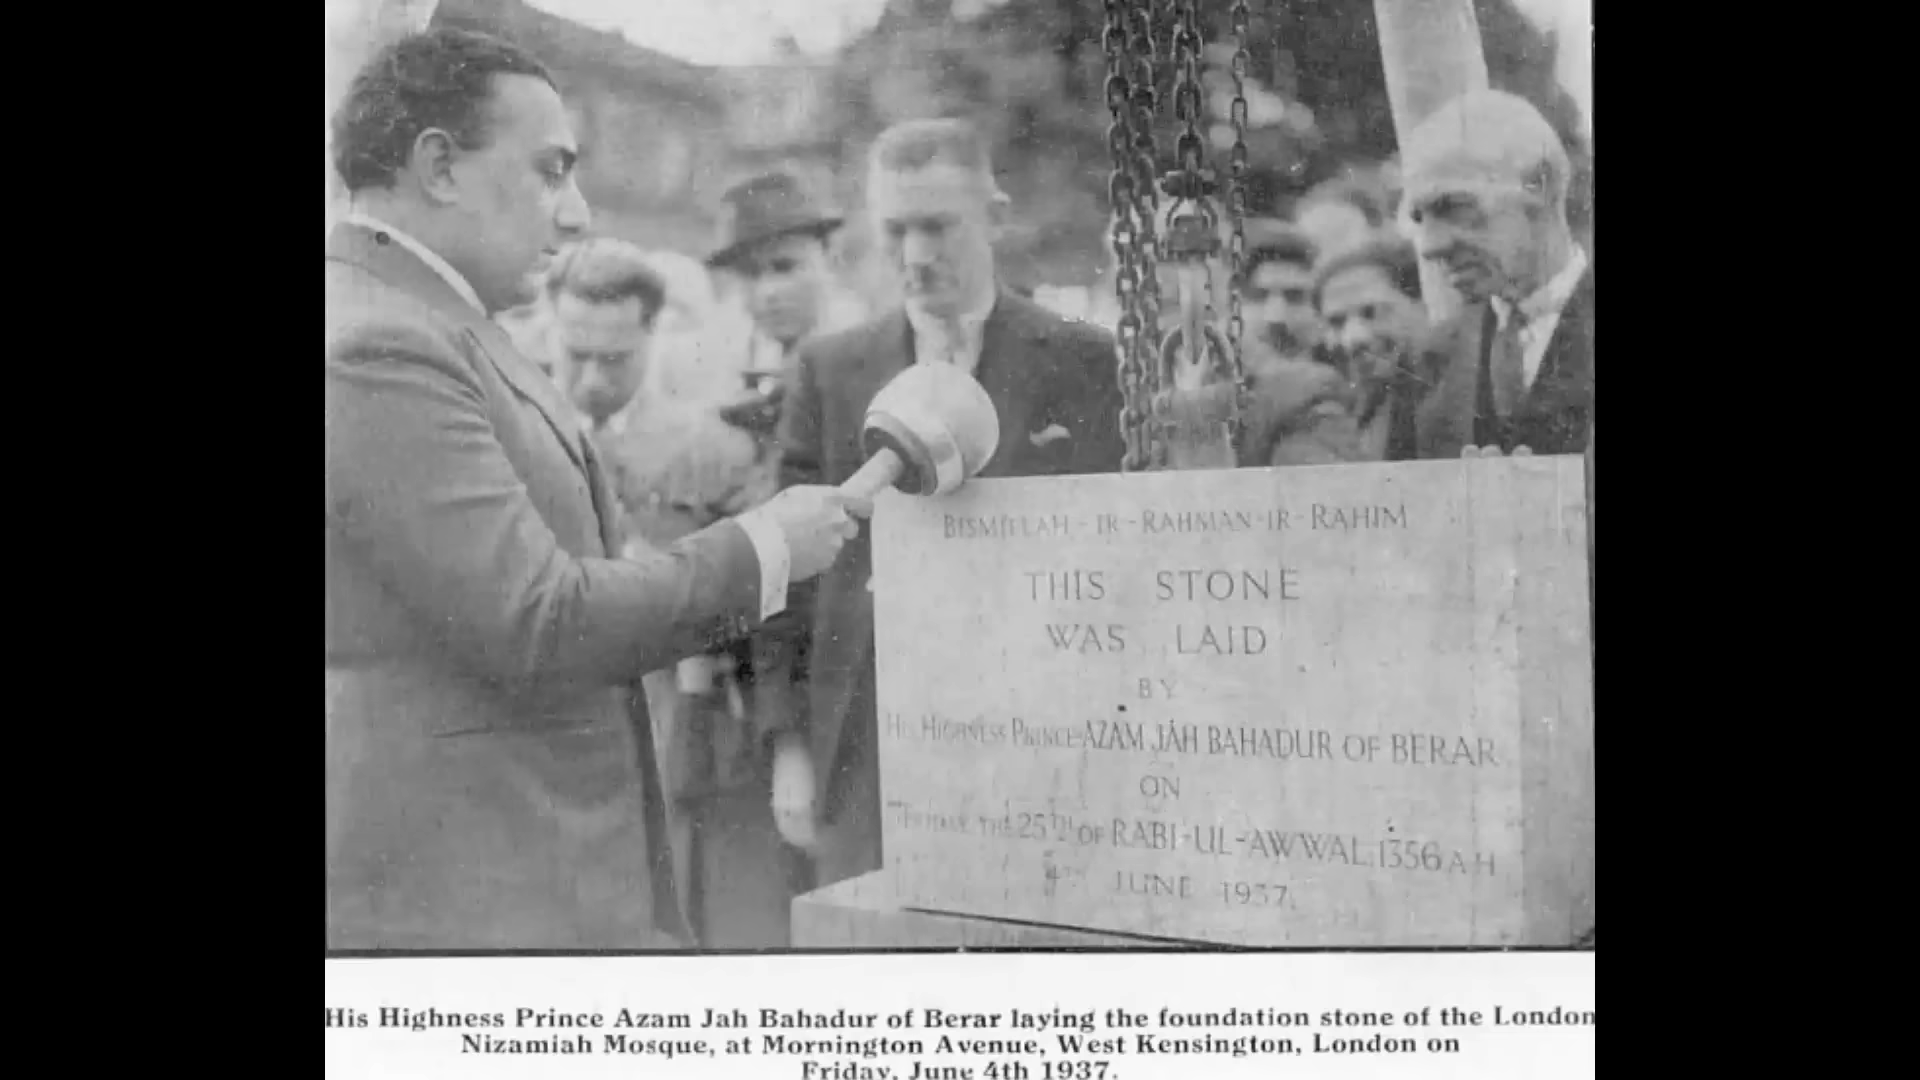 BISMILLAH-IR-RAHMAN-IR-RAHIM
THIS STONE
WAS LAID
BY
HIS HIGHNESS PRINCE AZAM JAH BAHADUR OF BERAR
ON
FRIDAY THE 25TH OF RABI-UL-AWWAL, 1356 A H
4TH JUNE 1937.
His Highness Prince Azam Jah Bahadur of Berar laying the foundation stone of the London
Nizamiah Mosque, at Mornington Avenue, West Kensington, London on
Friday, June 4th 1937.